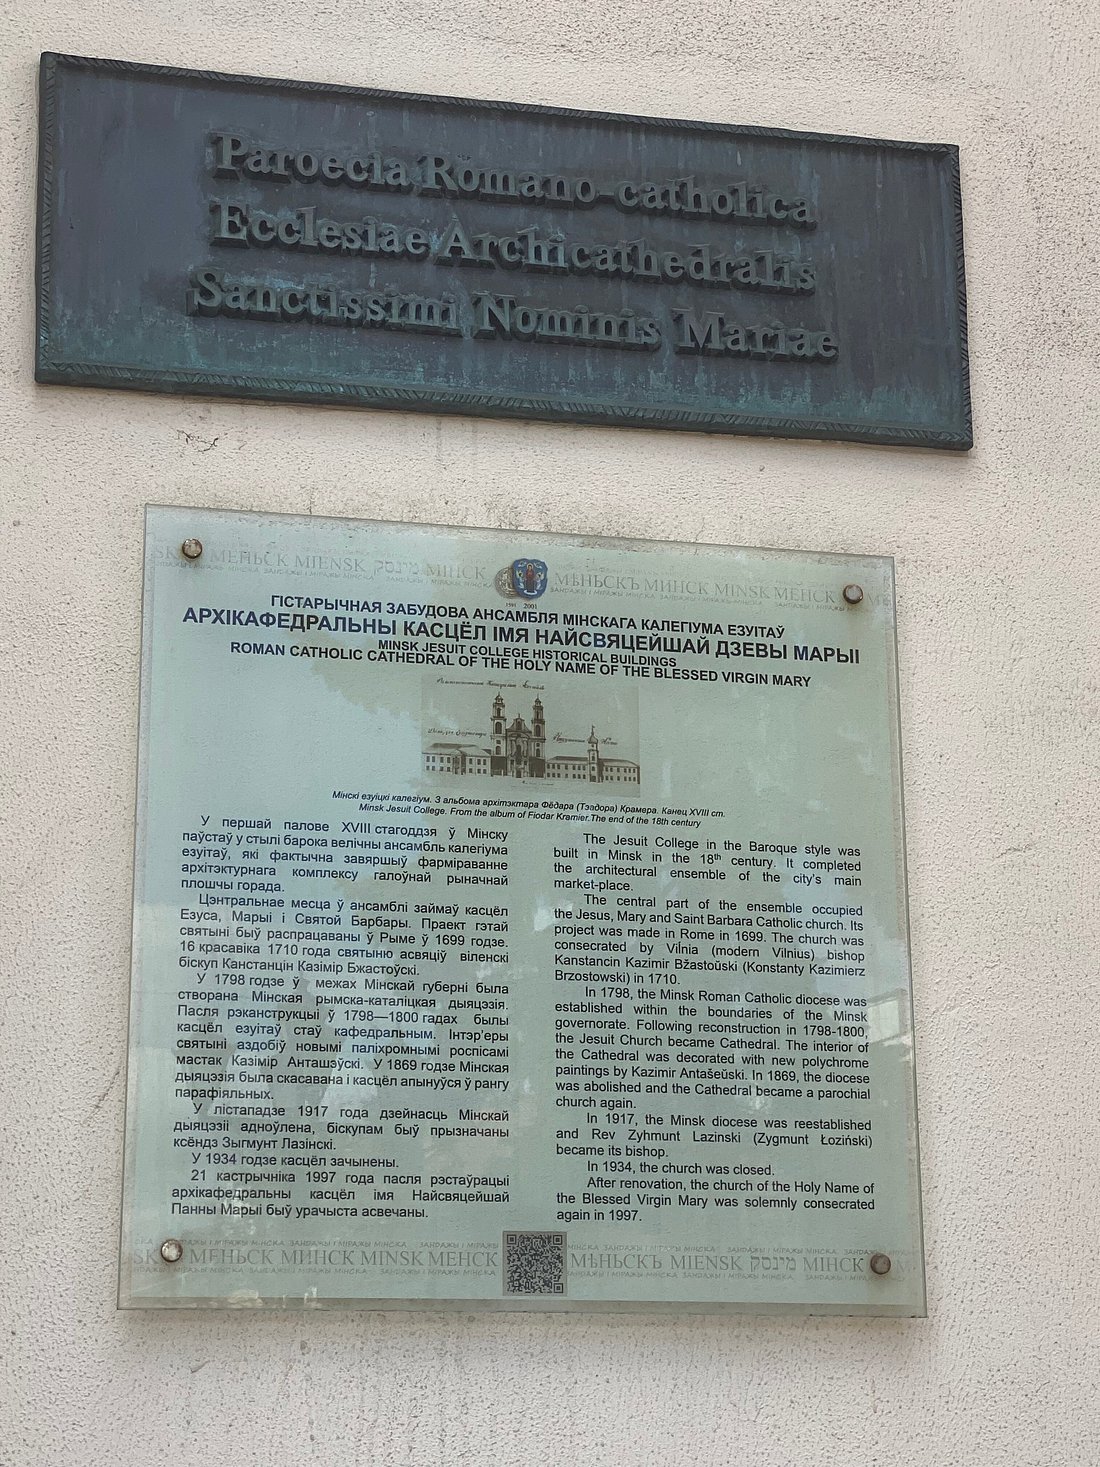 Paroecia Romano-catholica
Ecclesiae Archicathedralis
Sanctissimi Nominis Mariae
МЕНЬСК MIENSK מינסק МІНСК
МѢНЬСКЪ МИНСК MINSK МЕНСК
ГІСТАРЫЧНАЯ ЗАБУДОВА АНСАМБЛЯ МІНСКАГА КАЛЕГІУМА ЕЗУІТАЎ
АРХІКАФЕДРАЛЬНЫ КАСЦЁЛ ІМЯ НАЙСВЯЦЕЙШАЙ ДЗЕВЫ МАРЫІ
MINSK JESUIT COLLEGE HISTORICAL BUILDINGS
ROMAN CATHOLIC CATHEDRAL OF THE HOLY NAME OF THE BLESSED VIRGIN MARY
Мінскі езуіцкі калегіум. З альбома архітэктара Фёдара (Тэадора) Крамера. Канец XVIII ст.
Minsk Jesuit College. From the album of Fiodar Kramier.The end of the 18th century
У першай палове XVIII стагоддзя ў Мінску
паўстаў у стылі барока велічны ансамбль калегіума
езуітаў, які фактычна завяршыў фарміраванне
архітэктурнага комплексу галоўнай рыначнай
плошчы горада.
Цэнтральнае месца ў ансамблі займаў касцёл
Езуса, Марыі і Святой Барбары. Праект гэтай
святыні быў распрацаваны ў Рыме ў 1699 годзе.
16 красавіка 1710 года святыню асвяціў віленскі
біскуп Канстанцін Казімір Бжастоўскі.
У 1798 годзе ў межах Мінскай губерні была
створана Мінская рымска-каталіцкая дыяцэзія.
Пасля рэканструкцыі ў 1798—1800 гадах былы
касцёл езуітаў стаў кафедральным. Інтэр'еры
святыні аздобіў новымі паліхромнымі роспісамі
мастак Казімір Анташэўскі. У 1869 годзе Мінская
дыяцэзія была скасавана і касцёл апынуўся ў рангу
парафіяльных.
У лістападзе 1917 года дзейнасць Мінскай
дыяцэзіі адноўлена, біскупам быў прызначаны
ксёндз Зыгмунт Лазінскі.
У 1934 годзе касцёл зачынены.
21 кастрычніка 1997 года пасля рэстаўрацыі
архікафедральны касцёл імя Найсвяцейшай
Панны Марыі быў урачыста асвечаны.
The Jesuit College in the Baroque style was
built in Minsk in the 18th century. It completed
the architectural ensemble of the city's main
market-place.
The central part of the ensemble occupied
the Jesus, Mary and Saint Barbara Catholic church. Its
project was made in Rome in 1699. The church was
consecrated by Viĺnia (modern Vilnius) bishop
Kanstancin Kazimir Bžastoŭski (Konstanty Kazimierz
Brzostowski) in 1710.
In 1798, the Minsk Roman Catholic diocese was
established within the boundaries of the Minsk
governorate. Following reconstruction in 1798-1800,
the Jesuit Church became Cathedral. The interior of
the Cathedral was decorated with new polychrome
paintings by Kazimir Antašeŭski. In 1869, the diocese
was abolished and the Cathedral became a parochial
church again.
In 1917, the Minsk diocese was reestablished
and Rev Zyhmunt Lazinski (Zygmunt Łoziński)
became its bishop.
In 1934, the church was closed.
After renovation, the church of the Holy Name of
the Blessed Virgin Mary was solemnly consecrated
again in 1997.
МЕНЬСК МИНСК MINSK МЕНСК
МѢНЬСКЪ MIENSK מינסק МІНСК